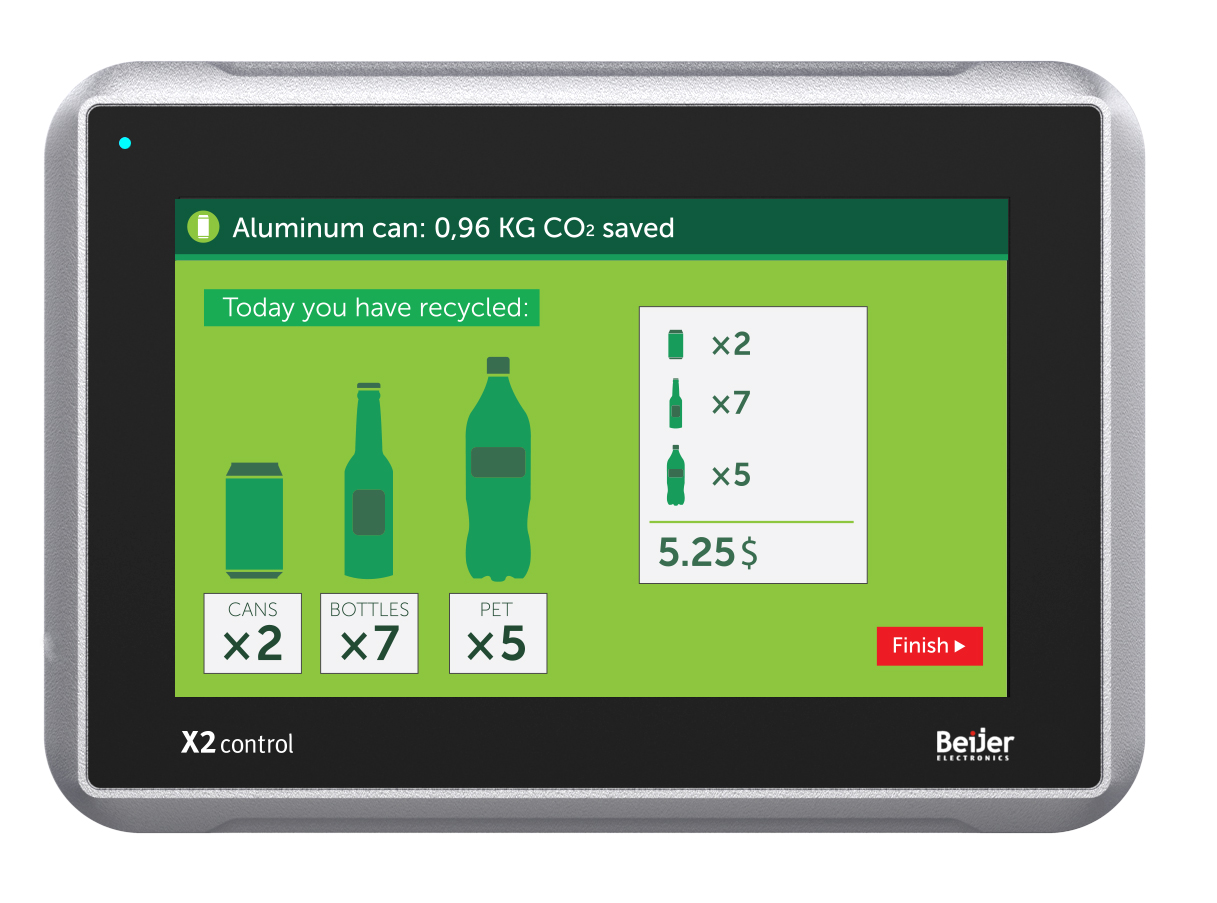 Aluminum can: 0,96 KG CO₂ saved
Today you have recycled:
CANS
×2
BOTTLES
×7
PET
×5
×2
×7
×5
5.25$
Finish
X2 control
Beijer
ELECTRONICS